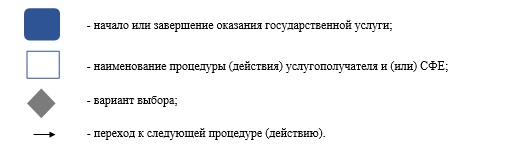 - начало или завершение оказания государственной услуги;
- наименование процедуры (действия) услугополучателя и (или) СФЕ;
- вариант выбора;
- переход к следующей процедуре (действию).